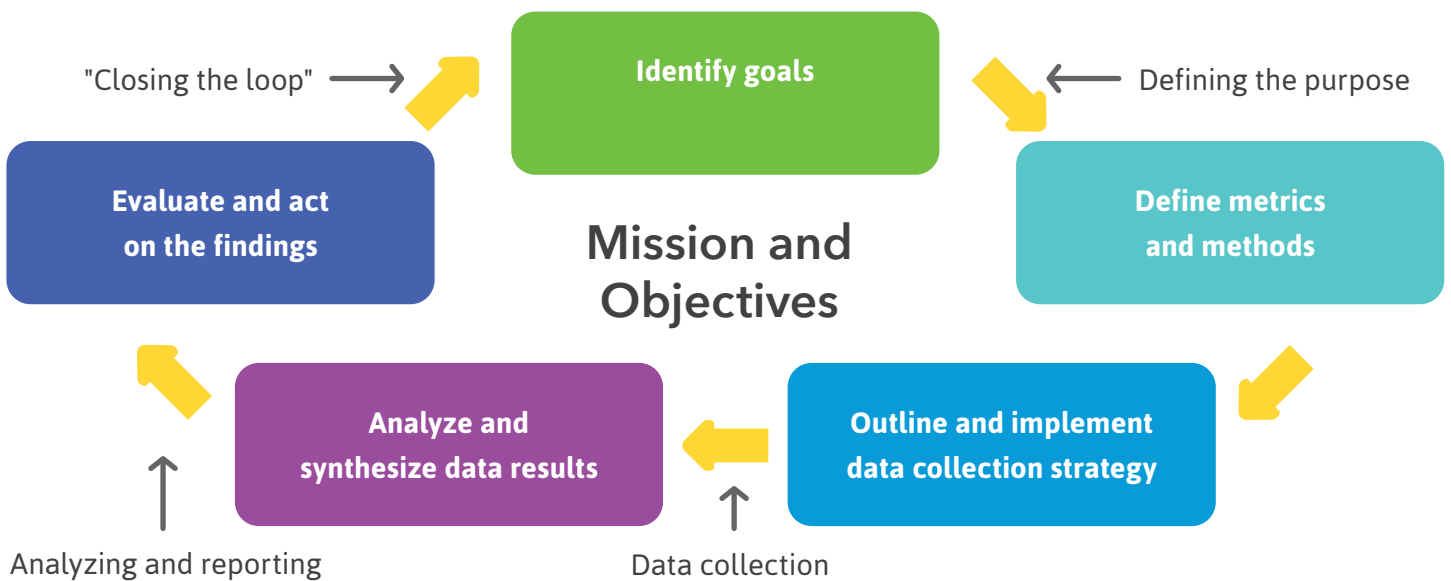 Identify goals
"Closing the loop"
Defining the purpose
Define metrics
and methods
Evaluate and act
on the findings
Mission and
Objectives
Outline and implement
data collection strategy
Analyze and
synthesize data results
Analyzing and reporting
Data collection